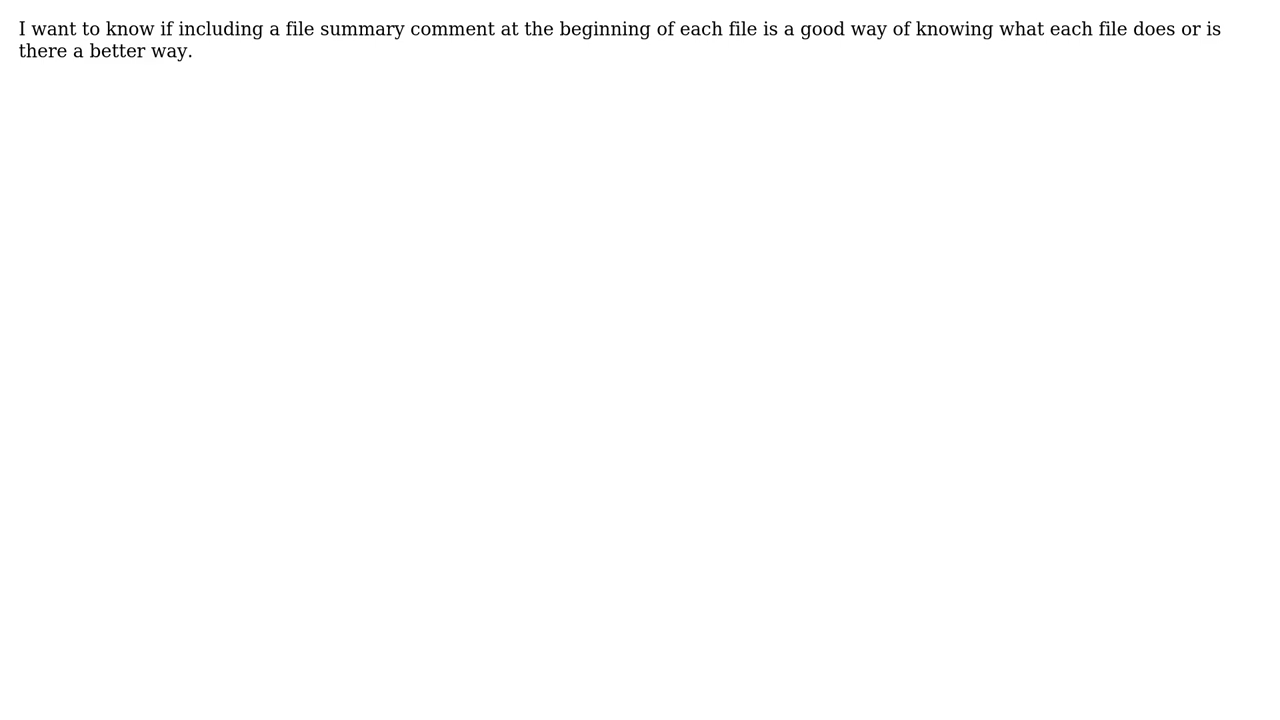 I want to know if including a file summary comment at the beginning of each file is a good way of knowing what each file does or is
there a better way.